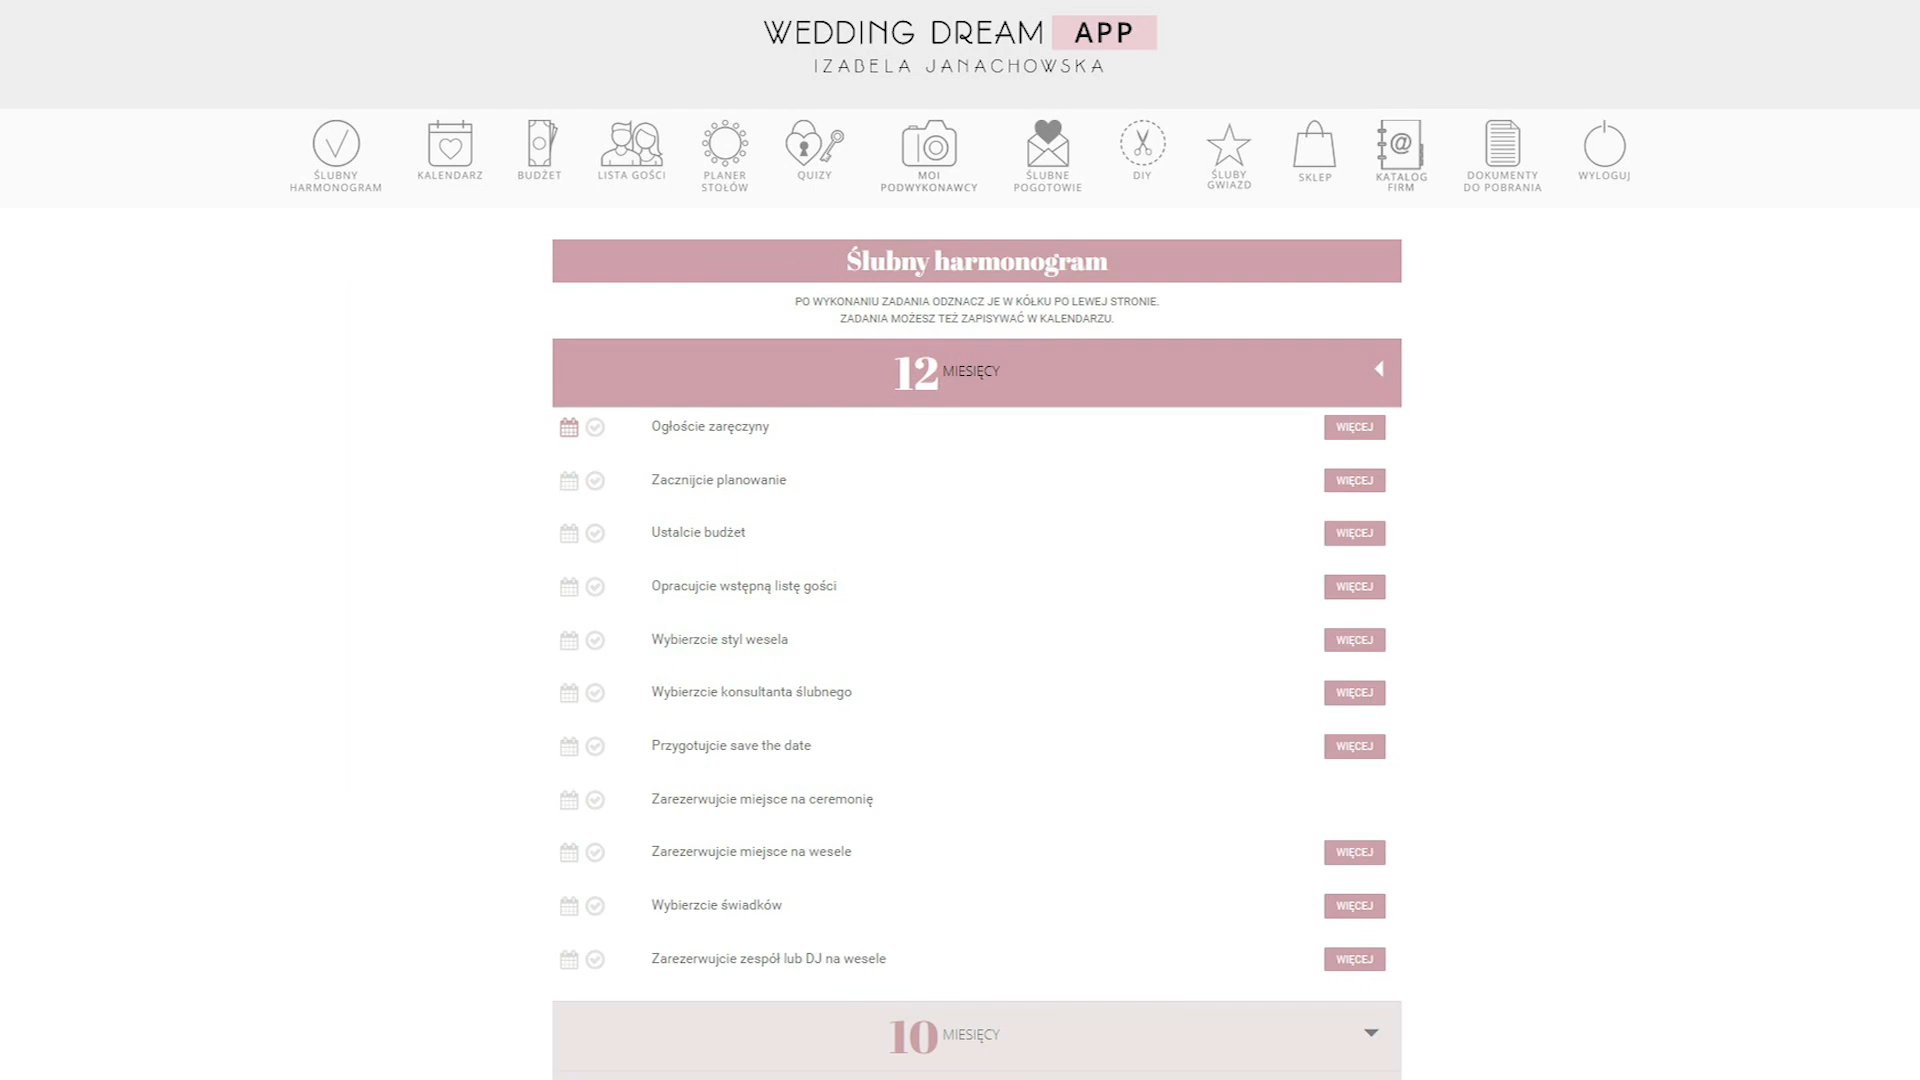 WEDDING DREAM APP
IZABELA JANACHOWSKA
ŚLUBNY
HARMONOGRAM
KALENDARZ
BUDŻET
LISTA GOŚCI
PLANER
STOŁÓW
QUIZY
MOI
PODWYKONAWCY
ŚLUBNE
POGOTOWIE
DIY
ŚLUBY
GWIAZD
SKLEP
@
KATALOG
FIRM
DOKUMENTY
DO POBRANIA
WYLOGUJ
Ślubny harmonogram
PO WYKONANIU ZADANIA ODZNACZ JE W KÓŁKU PO LEWEJ STRONIE.
ZADANIA MOŻESZ TEŻ ZAPISYWAĆ W KALENDARZU.
12 MIESIĘCY
Ogłoście zaręczyny WIĘCEJ
Zacznijcie planowanie WIĘCEJ
Ustalcie budżet WIĘCEJ
Opracujcie wstępną listę gości WIĘCEJ
Wybierzcie styl wesela WIĘCEJ
Wybierzcie konsultanta ślubnego WIĘCEJ
Przygotujcie save the date WIĘCEJ
Zarezerwujcie miejsce na ceremonię
Zarezerwujcie miejsce na wesele WIĘCEJ
Wybierzcie świadków WIĘCEJ
Zarezerwujcie zespół lub DJ na wesele WIĘCEJ
10 MIESIĘCY